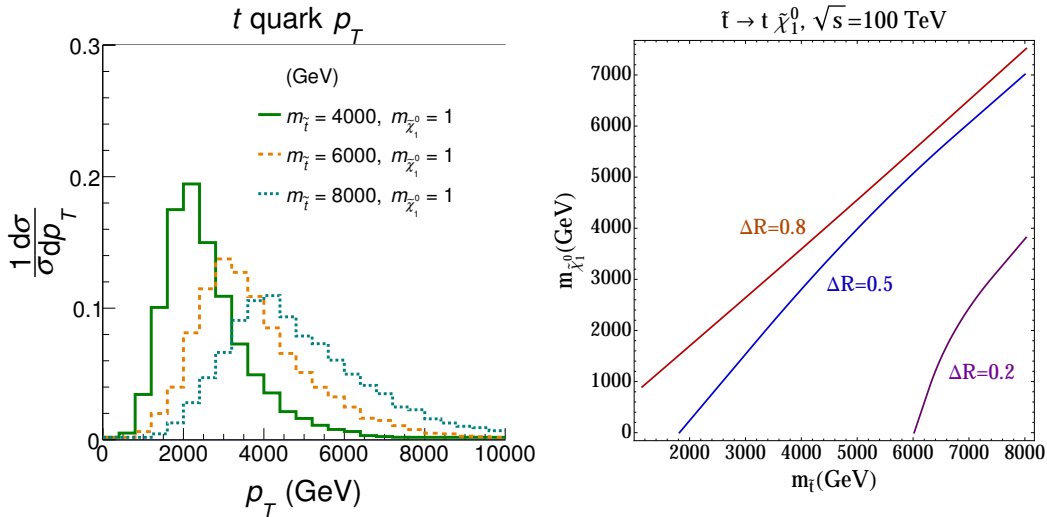 t quark p_T
0.3
0.2
0.1
0
1 dσ
σ dp_T
(GeV)
m_t̃ = 4000, m_χ̃₁⁰ = 1
m_t̃ = 6000, m_χ̃₁⁰ = 1
m_t̃ = 8000, m_χ̃₁⁰ = 1
0 2000 4000 6000 8000 10000
p_T (GeV)
t̃ → t χ̃₁⁰, √s = 100 TeV
7000
6000
5000
4000
3000
2000
1000
0
m_χ̃₁⁰(GeV)
ΔR=0.8
ΔR=0.5
ΔR=0.2
2000 3000 4000 5000 6000 7000 8000
m_t̃(GeV)